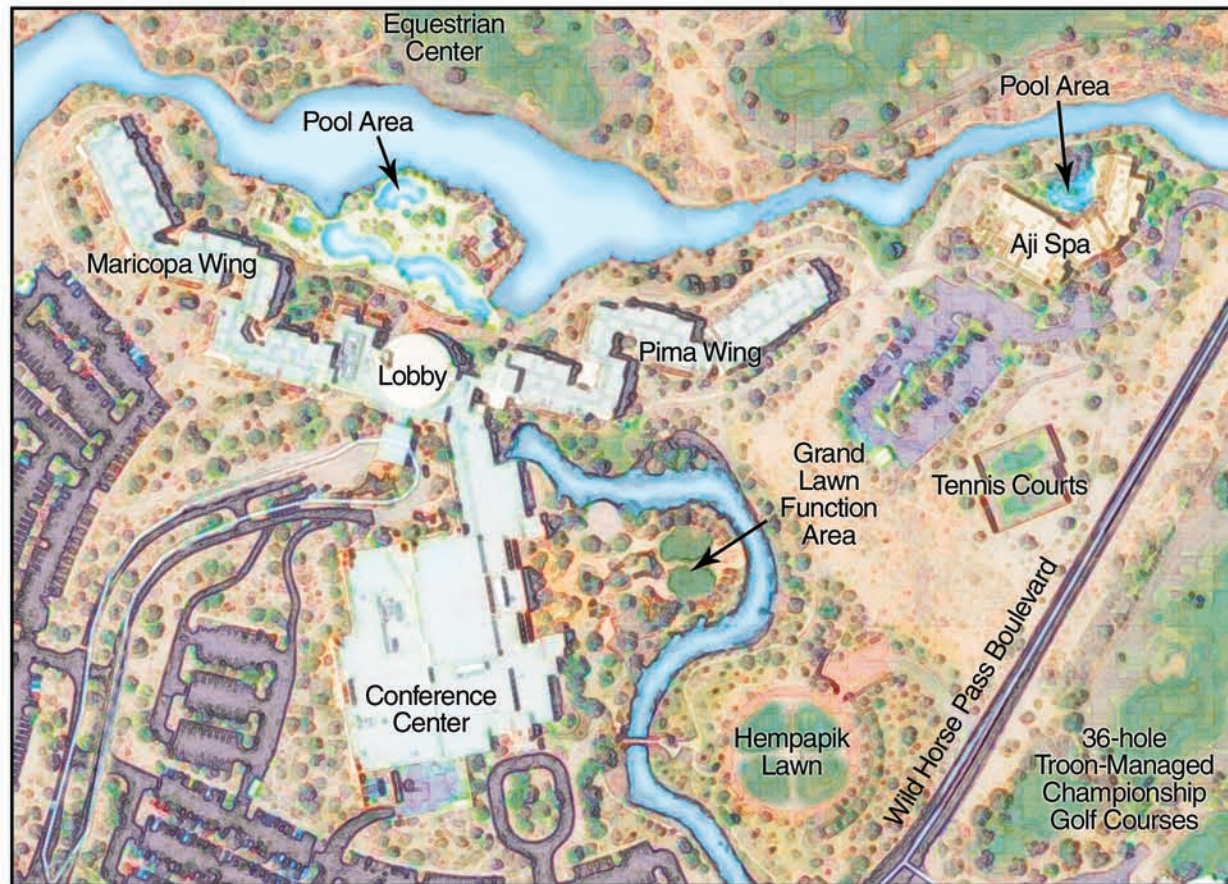 Equestrian
Center
Pool Area
Pool Area
Maricopa Wing
Aji Spa
Lobby
Pima Wing
Grand
Lawn
Function
Area
Tennis Courts
Conference
Center
Hempapik
Lawn
Wild Horse Pass Boulevard
36-hole
Troon-Managed
Championship
Golf Courses